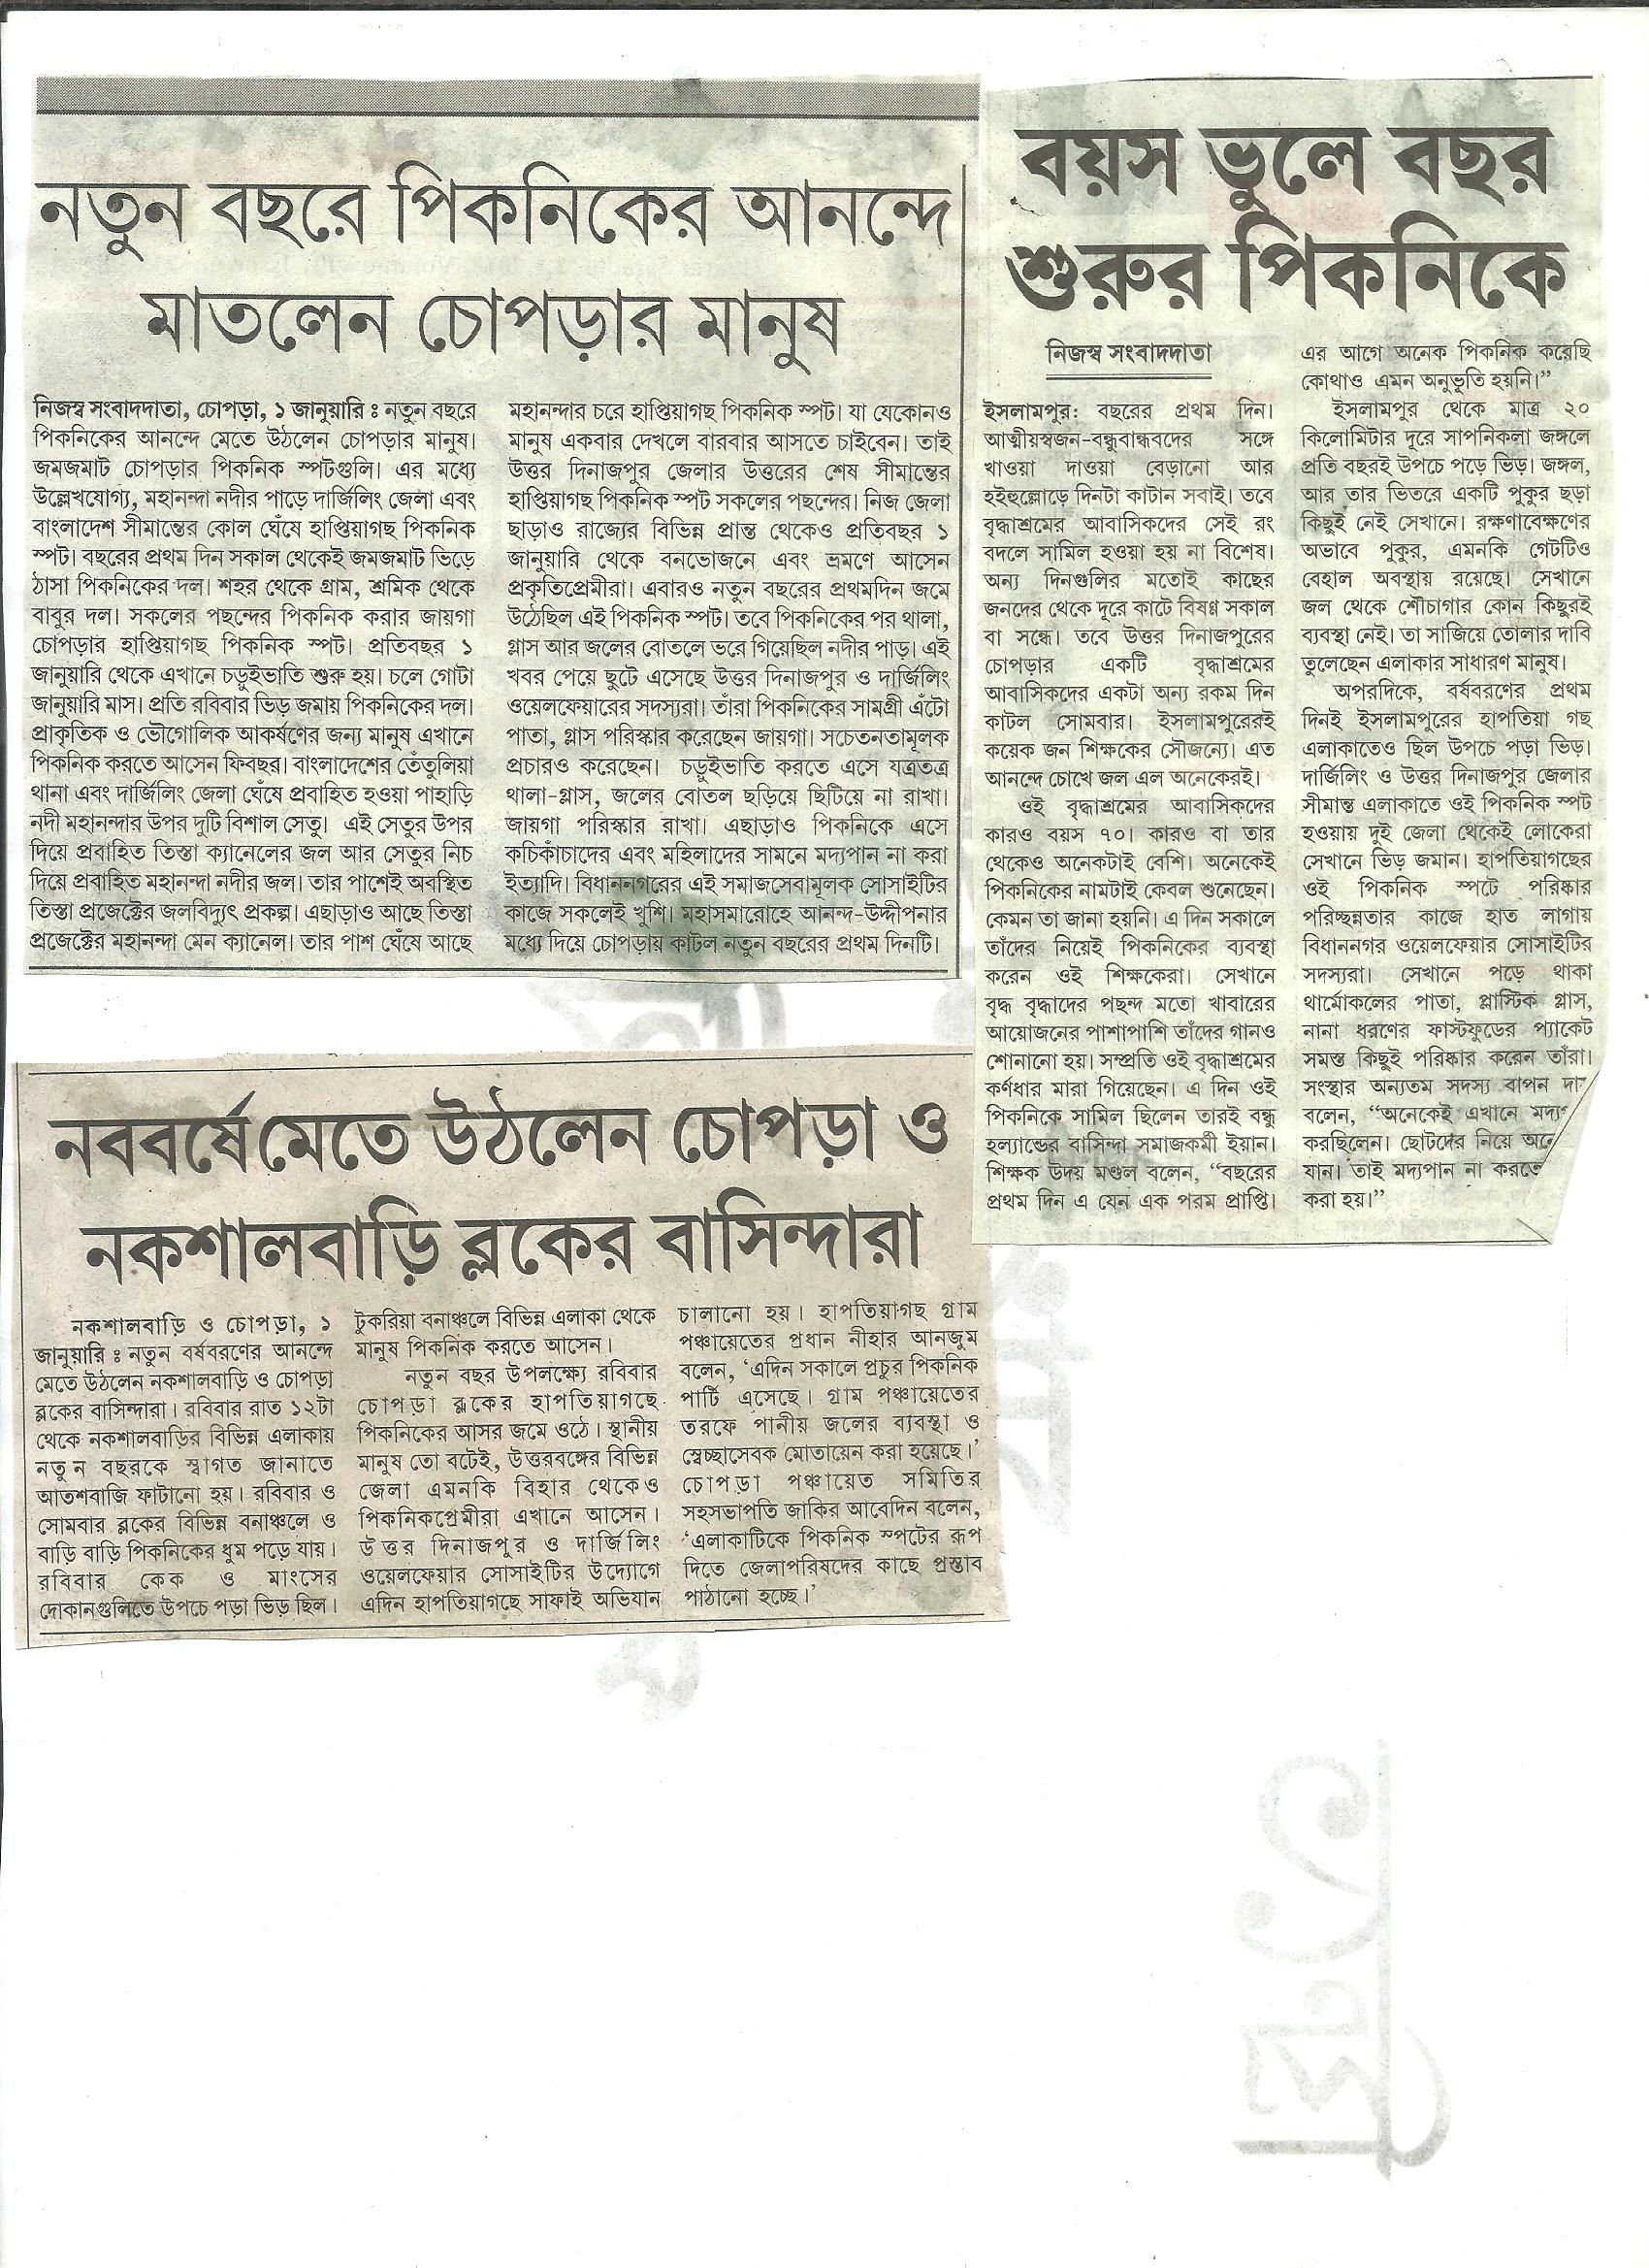 নতুন বছরে পিকনিকের আনন্দে
মাতলেন চোপড়ার মানুষ
নিজস্ব সংবাদদাতা, চোপড়া, ১ জানুয়ারি ঃ নতুন বছরে
পিকনিকের আনন্দে মেতে উঠলেন চোপড়ার মানুষ।
জমজমাট চোপড়ার পিকনিক স্পটগুলি। এর মধ্যে
উল্লেখযোগ্য, মহানন্দা নদীর পাড়ে দার্জিলিং জেলা এবং
বাংলাদেশ সীমান্তের কোল ঘেঁষে হাপ্তিয়াগছ পিকনিক
স্পট। বছরের প্রথম দিন সকাল থেকেই জমজমাট ভিড়ে
ঠাসা পিকনিকের দল। শহর থেকে গ্রাম, শ্রমিক থেকে
বাবুর দল। সকলের পছন্দের পিকনিক করার জায়গা
চোপড়ার হাপ্তিয়াগছ পিকনিক স্পট। প্রতিবছর ১
জানুয়ারি থেকে এখানে চড়ুইভাতি শুরু হয়। চলে গোটা
জানুয়ারি মাস। প্রতি রবিবার ভিড় জমায় পিকনিকের দল।
প্রাকৃতিক ও ভৌগোলিক আকর্ষণের জন্য মানুষ এখানে
পিকনিক করতে আসেন ফিবছর। বাংলাদেশের তেঁতুলিয়া
থানা এবং দার্জিলিং জেলা ঘেঁষে প্রবাহিত হওয়া পাহাড়ি
নদী মহানন্দার উপর দুটি বিশাল সেতু। এই সেতুর উপর
দিয়ে প্রবাহিত তিস্তা ক্যানেলের জল আর সেতুর নিচ
দিয়ে প্রবাহিত মহানন্দা নদীর জল। তার পাশেই অবস্থিত
তিস্তা প্রজেক্টের জলবিদ্যুৎ প্রকল্প। এছাড়াও আছে তিস্তা
প্রজেক্টের মহানন্দা মেন ক্যানেল। তার পাশ ঘেঁষে আছে
মহানন্দার চরে হাপ্তিয়াগছ পিকনিক স্পট। যা যেকোনও
মানুষ একবার দেখলে বারবার আসতে চাইবেন। তাই
উত্তর দিনাজপুর জেলার উত্তরের শেষ সীমান্তের
হাপ্তিয়াগছ পিকনিক স্পট সকলের পছন্দের। নিজ জেলা
ছাড়াও রাজ্যের বিভিন্ন প্রান্ত থেকেও প্রতিবছর ১
জানুয়ারি থেকে বনভোজনে এবং ভ্রমণে আসেন
প্রকৃতিপ্রেমীরা। এবারও নতুন বছরের প্রথমদিন জমে
উঠেছিল এই পিকনিক স্পট। তবে পিকনিকের পর থালা,
গ্লাস আর জলের বোতলে ভরে গিয়েছিল নদীর পাড়। এই
খবর পেয়ে ছুটে এসেছে উত্তর দিনাজপুর ও দার্জিলিং
ওয়েলফেয়ারের সদস্যরা। তাঁরা পিকনিকের সামগ্রী এঁটো
পাতা, গ্লাস পরিস্কার করেছেন জায়গা। সচেতনতামূলক
প্রচারও করেছেন। চড়ুইভাতি করতে এসে যত্রতত্র
থালা-গ্লাস, জলের বোতল ছড়িয়ে ছিটিয়ে না রাখা।
জায়গা পরিস্কার রাখা। এছাড়াও পিকনিকে এসে
কচিকাঁচাদের এবং মহিলাদের সামনে মদ্যপান না করা
ইত্যাদি। বিধাননগরের এই সমাজসেবামূলক সোসাইটির
কাজে সকলেই খুশি। মহাসমারোহে আনন্দ-উদ্দীপনার
মধ্যে দিয়ে চোপড়ায় কাটল নতুন বছরের প্রথম দিনটি।
বয়স ভুলে বছর
শুরুর পিকনিকে
নিজস্ব সংবাদদাতা
ইসলামপুর: বছরের প্রথম দিন।
আত্মীয়স্বজন-বন্ধুবান্ধবদের সঙ্গে
খাওয়া দাওয়া বেড়ানো আর
হইহুল্লোড়ে দিনটা কাটান সবাই। তবে
বৃদ্ধাশ্রমের আবাসিকদের সেই রং
বদলে সামিল হওয়া হয় না বিশেষ।
অন্য দিনগুলির মতোই কাছের
জনদের থেকে দূরে কাটে বিষণ্ণ সকাল
বা সন্ধে। তবে উত্তর দিনাজপুরের
চোপড়ার একটি বৃদ্ধাশ্রমের
আবাসিকদের একটা অন্য রকম দিন
কাটল সোমবার। ইসলামপুরেরই
কয়েক জন শিক্ষকের সৌজন্যে। এত
আনন্দে চোখে জল এল অনেকেরই।
ওই বৃদ্ধাশ্রমের আবাসিকদের
কারও বয়স ৭০। কারও বা তার
থেকেও অনেকটাই বেশি। অনেকেই
পিকনিকের নামটাই কেবল শুনেছেন।
কেমন তা জানা হয়নি। এ দিন সকালে
তাঁদের নিয়েই পিকনিকের ব্যবস্থা
করেন ওই শিক্ষকেরা। সেখানে
বৃদ্ধ বৃদ্ধাদের পছন্দ মতো খাবারের
আয়োজনের পাশাপাশি তাঁদের গানও
শোনানো হয়। সম্প্রতি ওই বৃদ্ধাশ্রমের
কর্ণধার মারা গিয়েছেন। এ দিন ওই
পিকনিকে সামিল ছিলেন তারই বন্ধু
হল্যান্ডের বাসিন্দা সমাজকর্মী ইয়ান।
শিক্ষক উদয় মণ্ডল বলেন, “বছরের
প্রথম দিন এ যেন এক পরম প্রাপ্তি।
এর আগে অনেক পিকনিক করেছি
কোথাও এমন অনুভূতি হয়নি।”
ইসলামপুর থেকে মাত্র ২০
কিলোমিটার দূরে সাপনিকলা জঙ্গলে
প্রতি বছরই উপচে পড়ে ভিড়। জঙ্গল,
আর তার ভিতরে একটি পুকুর ছড়া
কিছুই নেই সেখানে। রক্ষণাবেক্ষণের
অভাবে পুকুর, এমনকি গেটটিও
বেহাল অবস্থায় রয়েছে। সেখানে
জল থেকে শৌচাগার কোন কিছুরই
ব্যবস্থা নেই। তা সাজিয়ে তোলার দাবি
তুলেছেন এলাকার সাধারণ মানুষ।
অপরদিকে, বর্ষবরণের প্রথম
দিনই ইসলামপুরের হাপতিয়া গছ
এলাকাতেও ছিল উপচে পড়া ভিড়।
দার্জিলিং ও উত্তর দিনাজপুর জেলার
সীমান্ত এলাকাতে ওই পিকনিক স্পট
হওয়ায় দুই জেলা থেকেই লোকেরা
সেখানে ভিড় জমান। হাপতিয়াগছের
ওই পিকনিক স্পটে পরিষ্কার
পরিচ্ছন্নতার কাজে হাত লাগায়
বিধাননগর ওয়েলফেয়ার সোসাইটির
সদস্যরা। সেখানে পড়ে থাকা
থার্মোকলের পাতা, প্লাস্টিক গ্লাস,
নানা ধরণের ফাস্টফুডের প্যাকেট
সমস্ত কিছুই পরিষ্কার করেন তাঁরা।
সংস্থার অন্যতম সদস্য বাপন
বলেন, “অনেকেই এখানে
করছিলেন। ছোটদের নিয়ে
যান। তাই মদ্যপান না করতে
করা হয়।”
নববর্ষে মেতে উঠলেন চোপড়া ও
নকশালবাড়ি ব্লকের বাসিন্দারা
নকশালবাড়ি ও চোপড়া, ১
জানুয়ারি ঃ নতুন বর্ষবরণের আনন্দে
মেতে উঠলেন নকশালবাড়ি ও চোপড়া
ব্লকের বাসিন্দারা। রবিবার রাত ১২টা
থেকে নকশালবাড়ির বিভিন্ন এলাকায়
নতুন বছরকে স্বাগত জানাতে
আতশবাজি ফাটানো হয়। রবিবার ও
সোমবার ব্লকের বিভিন্ন বনাঞ্চলে ও
বাড়ি বাড়ি পিকনিকের ধুম পড়ে যায়।
রবিবার কেক ও মাংসের
দোকানগুলিতে উপচে পড়া ভিড় ছিল।
টুকরিয়া বনাঞ্চলে বিভিন্ন এলাকা থেকে
মানুষ পিকনিক করতে আসেন।
নতুন বছর উপলক্ষ্যে রবিবার
চোপড়া ব্লকের হাপতিয়াগছে
পিকনিকের আসর জমে ওঠে। স্থানীয়
মানুষ তো বটেই, উত্তরবঙ্গের বিভিন্ন
জেলা এমনকি বিহার থেকেও
পিকনিকপ্রেমীরা এখানে আসেন।
উত্তর দিনাজপুর ও দার্জিলিং
ওয়েলফেয়ার সোসাইটির উদ্যোগে
এদিন হাপতিয়াগছে সাফাই অভিযান
চালানো হয়। হাপতিয়াগছ গ্রাম
পঞ্চায়েতের প্রধান নীহার আনজুম
বলেন, ‘এদিন সকালে প্রচুর পিকনিক
পার্টি এসেছে। গ্রাম পঞ্চায়েতের
তরফে পানীয় জলের ব্যবস্থা ও
স্বেচ্ছাসেবক মোতায়েন করা হয়েছে।’
চোপড়া পঞ্চায়েত সমিতির
সহসভাপতি জাকির আবেদিন বলেন,
‘এলাকাটিকে পিকনিক স্পটের রূপ
দিতে জেলাপরিষদের কাছে প্রস্তাব
পাঠানো হচ্ছে।’